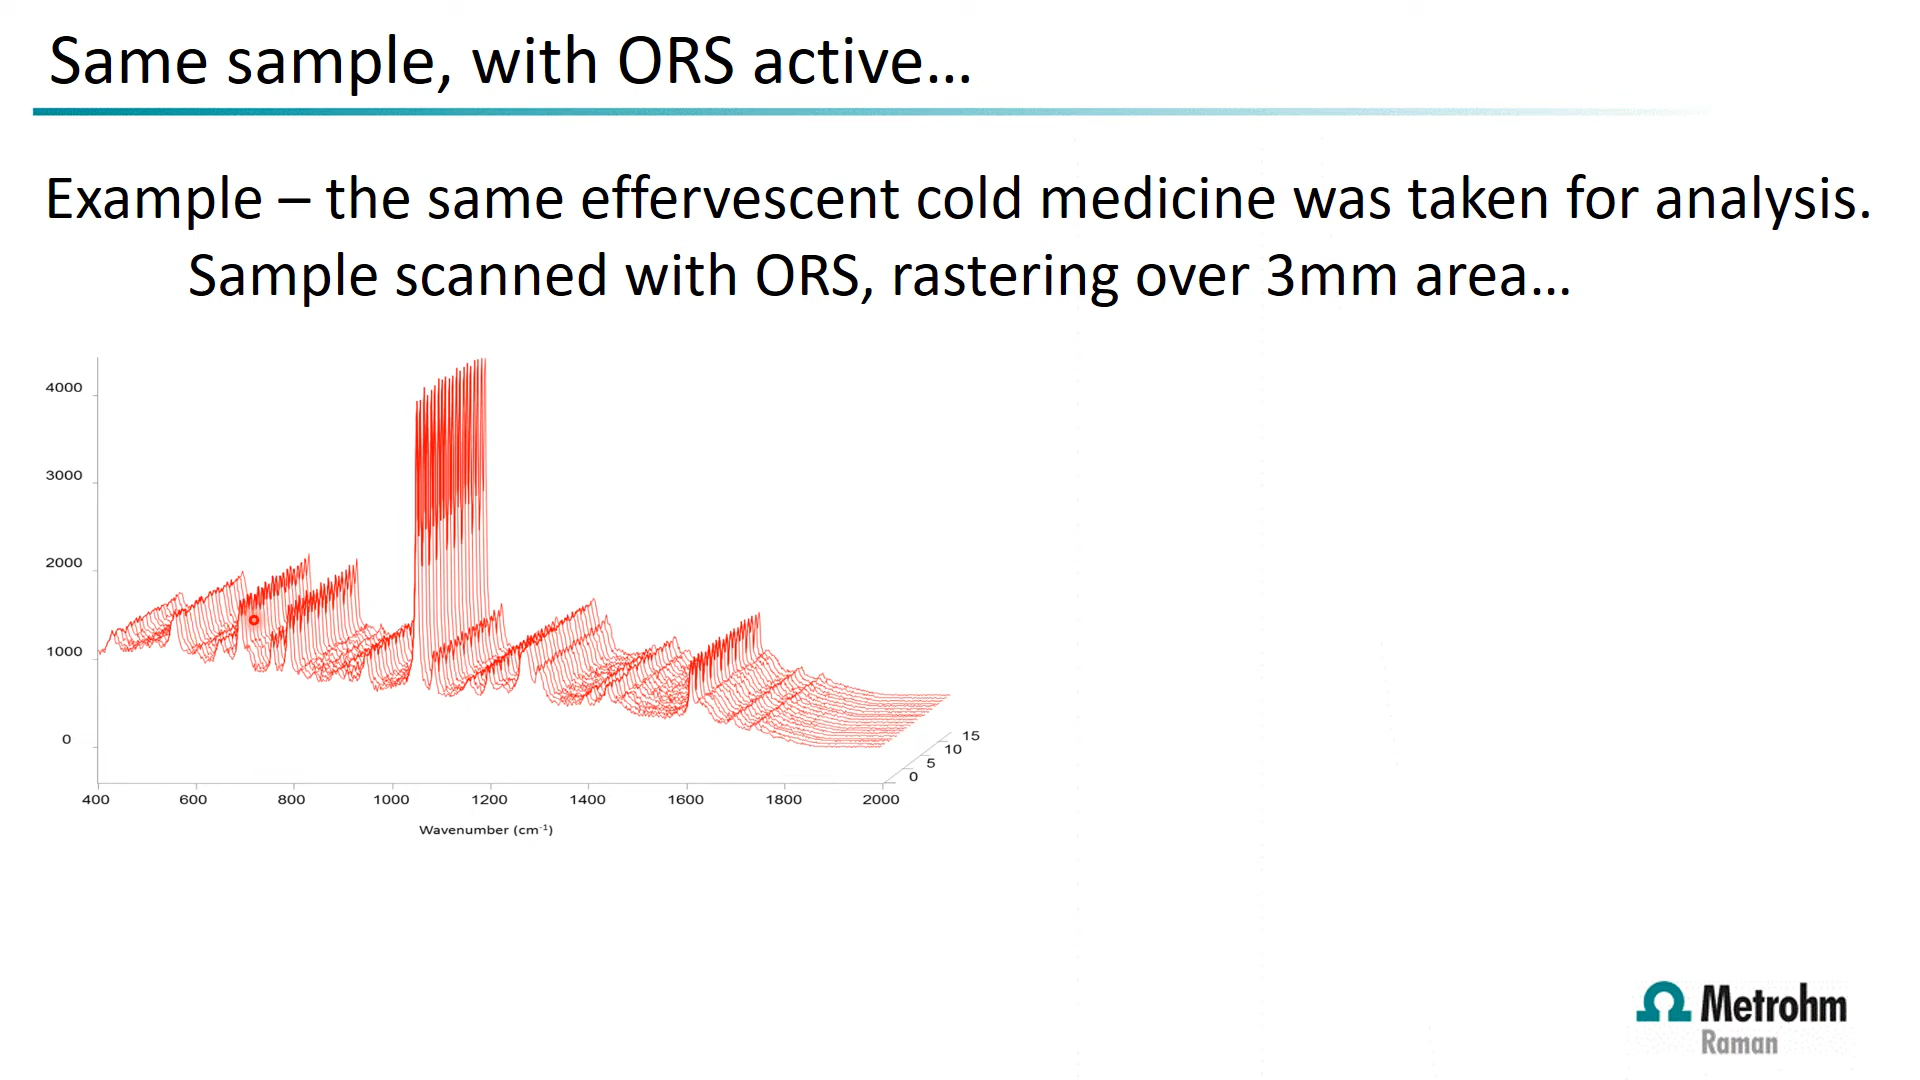 Same sample, with ORS active…
Example – the same effervescent cold medicine was taken for analysis.
Sample scanned with ORS, rastering over 3mm area…
4000
3000
2000
1000
0
15
10
5
0
400 600 800 1000 1200 1400 1600 1800 2000
Wavenumber (cm⁻¹)
Metrohm
Raman